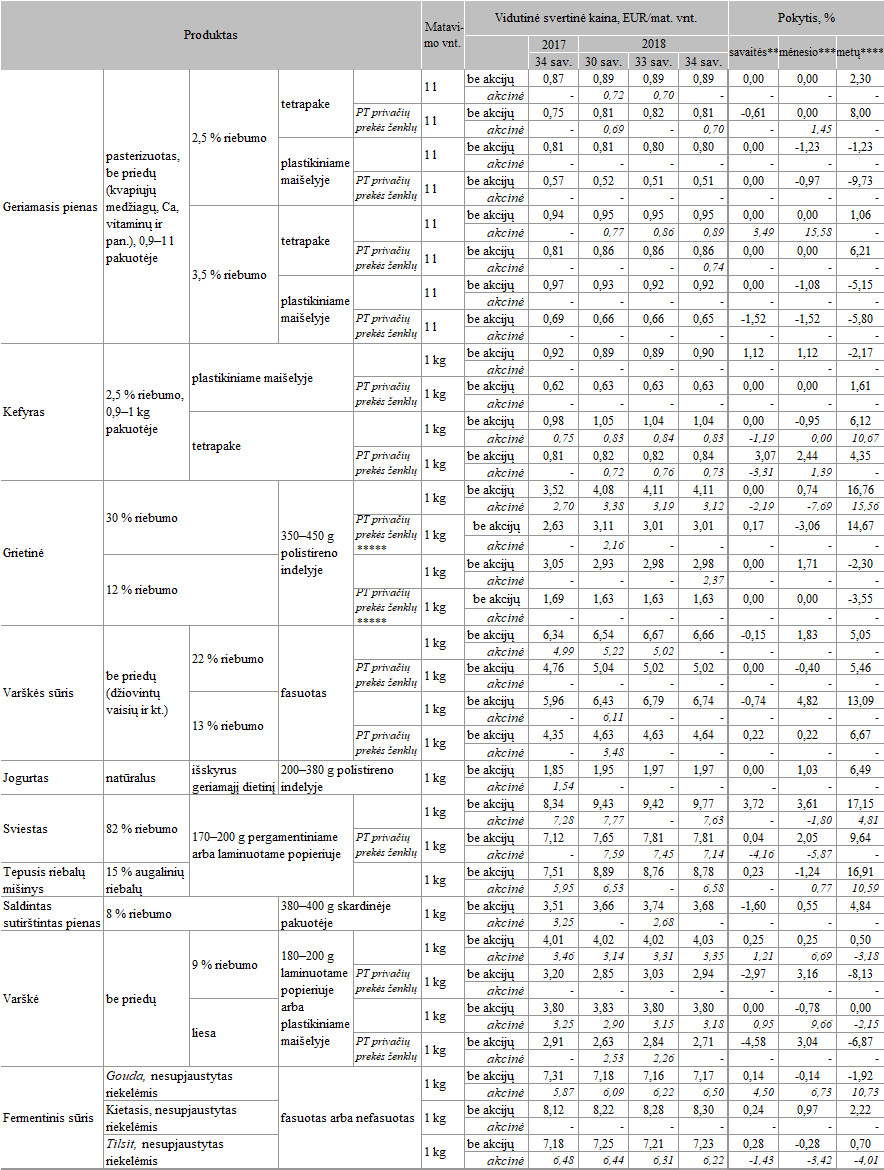 Produktas Matavi- Vidutinė svertinė kaina, EUR/mat. vnt. Pokytis, %
mo vnt. 2017 2018 savaitės** mėnesio*** metų****
34 sav. 30 sav. 33 sav. 34 sav.
Geriamasis pienas pasterizuotas, be priedų (kvapiųjų medžiagų, Ca, vitaminų ir pan.), 0,9–1 l pakuotėje 2,5 % riebumo tetrapake 1 l be akcijų 0,87 0,89 0,89 0,89 0,00 0,00 2,30
akcinė - 0,72 0,70 - - - -
PT privačių prekės ženklų 1 l be akcijų 0,75 0,81 0,82 0,81 -0,61 0,00 8,00
akcinė - 0,69 - 0,70 - 1,45 -
plastikiniame maišelyje 1 l be akcijų 0,81 0,81 0,80 0,80 0,00 -1,23 -1,23
akcinė - - - - - - -
PT privačių prekės ženklų 1 l be akcijų 0,57 0,52 0,51 0,51 0,00 -0,97 -9,73
akcinė - - - - - - -
3,5 % riebumo tetrapake 1 l be akcijų 0,94 0,95 0,95 0,95 0,00 0,00 1,06
akcinė - 0,77 0,86 0,89 3,49 15,58 -
PT privačių prekės ženklų 1 l be akcijų 0,81 0,86 0,86 0,86 0,00 0,00 6,21
akcinė - - - 0,74 - - -
plastikiniame maišelyje 1 l be akcijų 0,97 0,93 0,92 0,92 0,00 -1,08 -5,15
akcinė - - - - - - -
PT privačių prekės ženklų 1 l be akcijų 0,69 0,66 0,66 0,65 -1,52 -1,52 -5,80
akcinė - - - - - - -
Kefyras 2,5 % riebumo, 0,9–1 kg pakuotėje plastikiniame maišelyje 1 kg be akcijų 0,92 0,89 0,89 0,90 1,12 1,12 -2,17
akcinė - - - - - - -
PT privačių prekės ženklų 1 kg be akcijų 0,62 0,63 0,63 0,63 0,00 0,00 1,61
akcinė - - - - - - -
tetrapake 1 kg be akcijų 0,98 1,05 1,04 1,04 0,00 -0,95 6,12
akcinė 0,75 0,83 0,84 0,83 -1,19 0,00 10,67
PT privačių prekės ženklų 1 kg be akcijų 0,81 0,82 0,82 0,84 3,07 2,44 4,35
akcinė - 0,72 0,76 0,73 -3,31 1,39 -
Grietinė 30 % riebumo 350–450 g polistireno indelyje 1 kg be akcijų 3,52 4,08 4,11 4,11 0,00 0,74 16,76
akcinė 2,70 3,38 3,19 3,12 -2,19 -7,69 15,56
PT privačių prekės ženklų ***** 1 kg be akcijų 2,63 3,11 3,01 3,01 0,17 -3,06 14,67
akcinė - 2,16 - - - - -
12 % riebumo 1 kg be akcijų 3,05 2,93 2,98 2,98 0,00 1,71 -2,30
akcinė - - - 2,37 - - -
PT privačių prekės ženklų ***** 1 kg be akcijų 1,69 1,63 1,63 1,63 0,00 0,00 -3,55
akcinė - - - - - - -
Varškės sūris be priedų (džiovintų vaisių ir kt.) 22 % riebumo fasuotas 1 kg be akcijų 6,34 6,54 6,67 6,66 -0,15 1,83 5,05
akcinė 4,99 5,22 5,02 - - - -
PT privačių prekės ženklų 1 kg be akcijų 4,76 5,04 5,02 5,02 0,00 -0,40 5,46
akcinė - - - - - - -
13 % riebumo 1 kg be akcijų 5,96 6,43 6,79 6,74 -0,74 4,82 13,09
akcinė - 6,11 - - - - -
PT privačių prekės ženklų 1 kg be akcijų 4,35 4,63 4,63 4,64 0,22 0,22 6,67
akcinė - 3,48 - - - - -
Jogurtas natūralus išskyrus geriamąjį dietinį 200–380 g polistireno indelyje 1 kg be akcijų 1,85 1,95 1,97 1,97 0,00 1,03 6,49
akcinė 1,54 - - - - - -
Sviestas 82 % riebumo 170–200 g pergamentiniame arba laminuotame popieriuje 1 kg be akcijų 8,34 9,43 9,42 9,77 3,72 3,61 17,15
akcinė 7,28 7,77 - 7,63 - -1,80 4,81
PT privačių prekės ženklų 1 kg be akcijų 7,12 7,65 7,81 7,81 0,04 2,05 9,64
akcinė - 7,59 7,45 7,14 -4,16 -5,87 -
Tepusis riebalų mišinys 15 % augalinių riebalų 1 kg be akcijų 7,51 8,89 8,76 8,78 0,23 -1,24 16,91
akcinė 5,95 6,53 - 6,58 - 0,77 10,59
Saldintas sutirštintas pienas 8 % riebumo 380–400 g skardinėje pakuotėje 1 kg be akcijų 3,51 3,66 3,74 3,68 -1,60 0,55 4,84
akcinė 3,25 - 2,68 - - - -
Varškė be priedų 9 % riebumo 180–200 g laminuotame popieriuje arba plastikiniame maišelyje 1 kg be akcijų 4,01 4,02 4,02 4,03 0,25 0,25 0,50
akcinė 3,46 3,14 3,31 3,35 1,21 6,69 -3,18
PT privačių prekės ženklų 1 kg be akcijų 3,20 2,85 3,03 2,94 -2,97 3,16 -8,13
akcinė - - - - - - -
liesa 1 kg be akcijų 3,80 3,83 3,80 3,80 0,00 -0,78 0,00
akcinė 3,25 2,90 3,15 3,18 0,95 9,66 -2,15
PT privačių prekės ženklų 1 kg be akcijų 2,91 2,63 2,84 2,71 -4,58 3,04 -6,87
akcinė - 2,53 2,26 - - - -
Fermentinis sūris Gouda, nesupjaustytas riekelėmis fasuotas arba nefasuotas 1 kg be akcijų 7,31 7,18 7,16 7,17 0,14 -0,14 -1,92
akcinė 5,87 6,09 6,22 6,50 4,50 6,73 10,73
Kietasis, nesupjaustytas riekelėmis 1 kg be akcijų 8,12 8,22 8,28 8,30 0,24 0,97 2,22
akcinė - - - - - - -
Tilsit, nesupjaustytas riekelėmis 1 kg be akcijų 7,18 7,25 7,21 7,23 0,28 -0,28 0,70
akcinė 6,48 6,44 6,31 6,22 -1,43 -3,42 -4,01